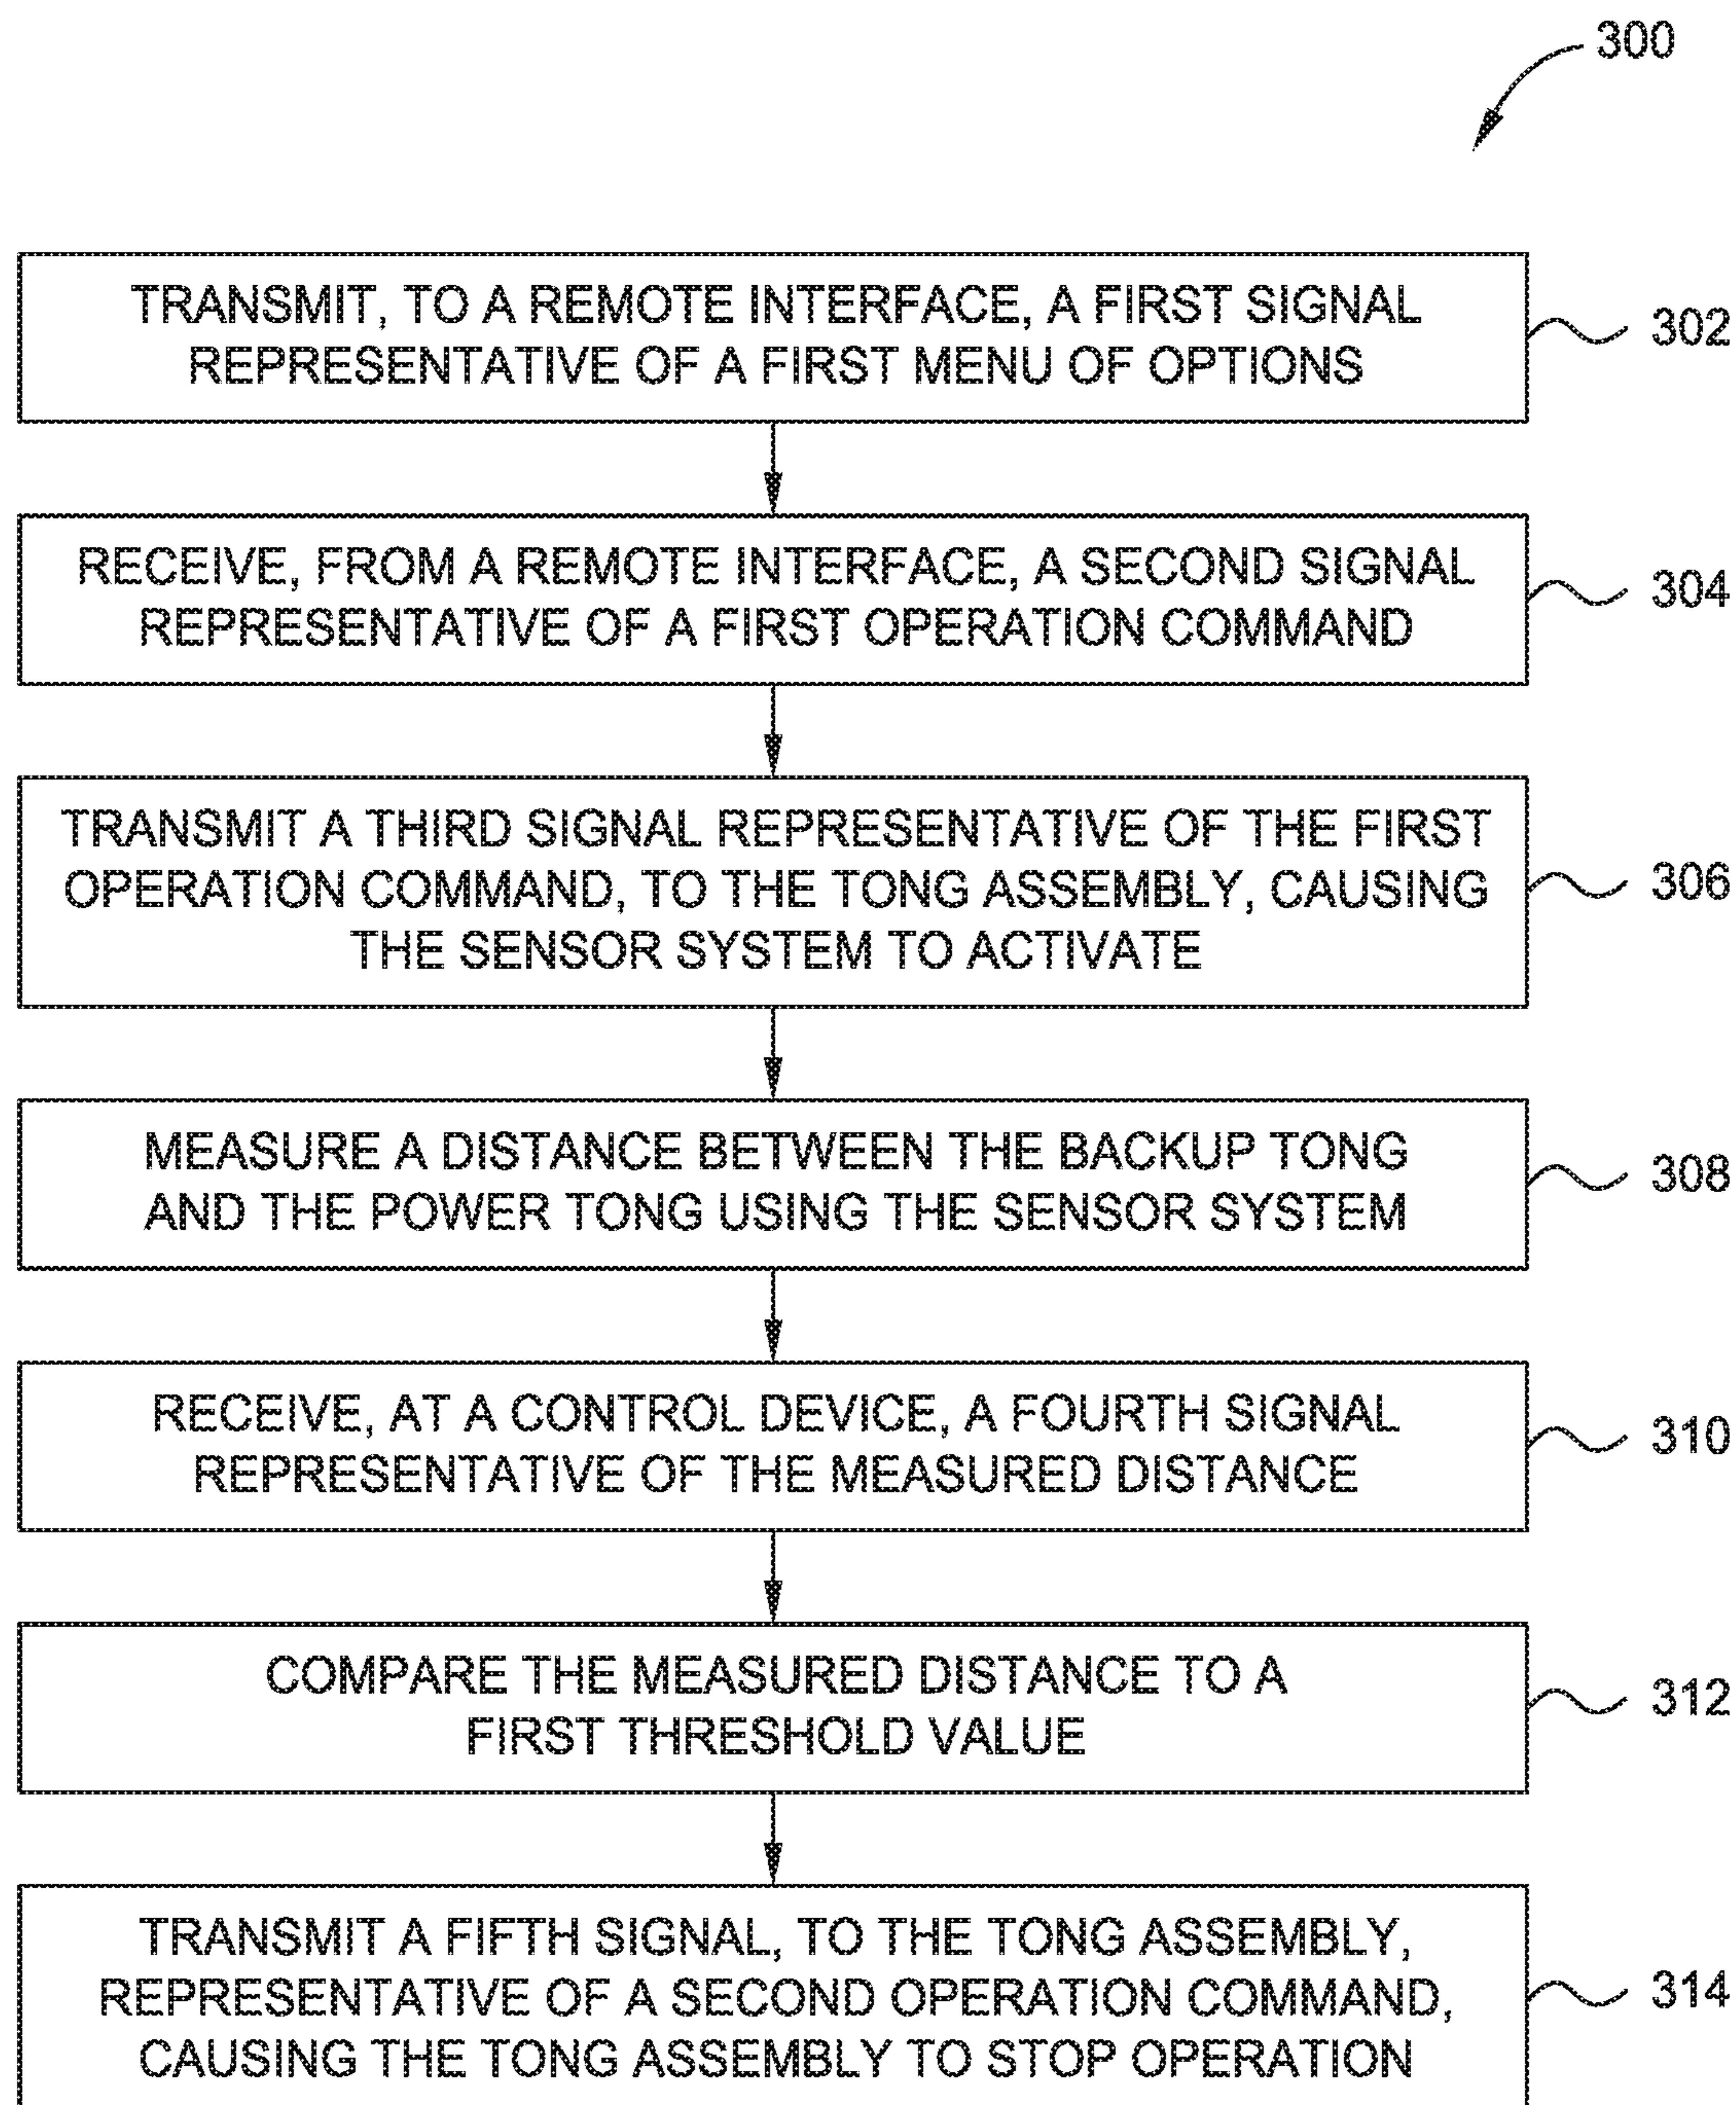 300
TRANSMIT, TO A REMOTE INTERFACE, A FIRST SIGNAL
REPRESENTATIVE OF A FIRST MENU OF OPTIONS
302
RECEIVE, FROM A REMOTE INTERFACE, A SECOND SIGNAL
REPRESENTATIVE OF A FIRST OPERATION COMMAND
304
TRANSMIT A THIRD SIGNAL REPRESENTATIVE OF THE FIRST
OPERATION COMMAND, TO THE TONG ASSEMBLY, CAUSING
THE SENSOR SYSTEM TO ACTIVATE
306
MEASURE A DISTANCE BETWEEN THE BACKUP TONG
AND THE POWER TONG USING THE SENSOR SYSTEM
308
RECEIVE, AT A CONTROL DEVICE, A FOURTH SIGNAL
REPRESENTATIVE OF THE MEASURED DISTANCE
310
COMPARE THE MEASURED DISTANCE TO A
FIRST THRESHOLD VALUE
312
TRANSMIT A FIFTH SIGNAL, TO THE TONG ASSEMBLY,
REPRESENTATIVE OF A SECOND OPERATION COMMAND,
CAUSING THE TONG ASSEMBLY TO STOP OPERATION
314